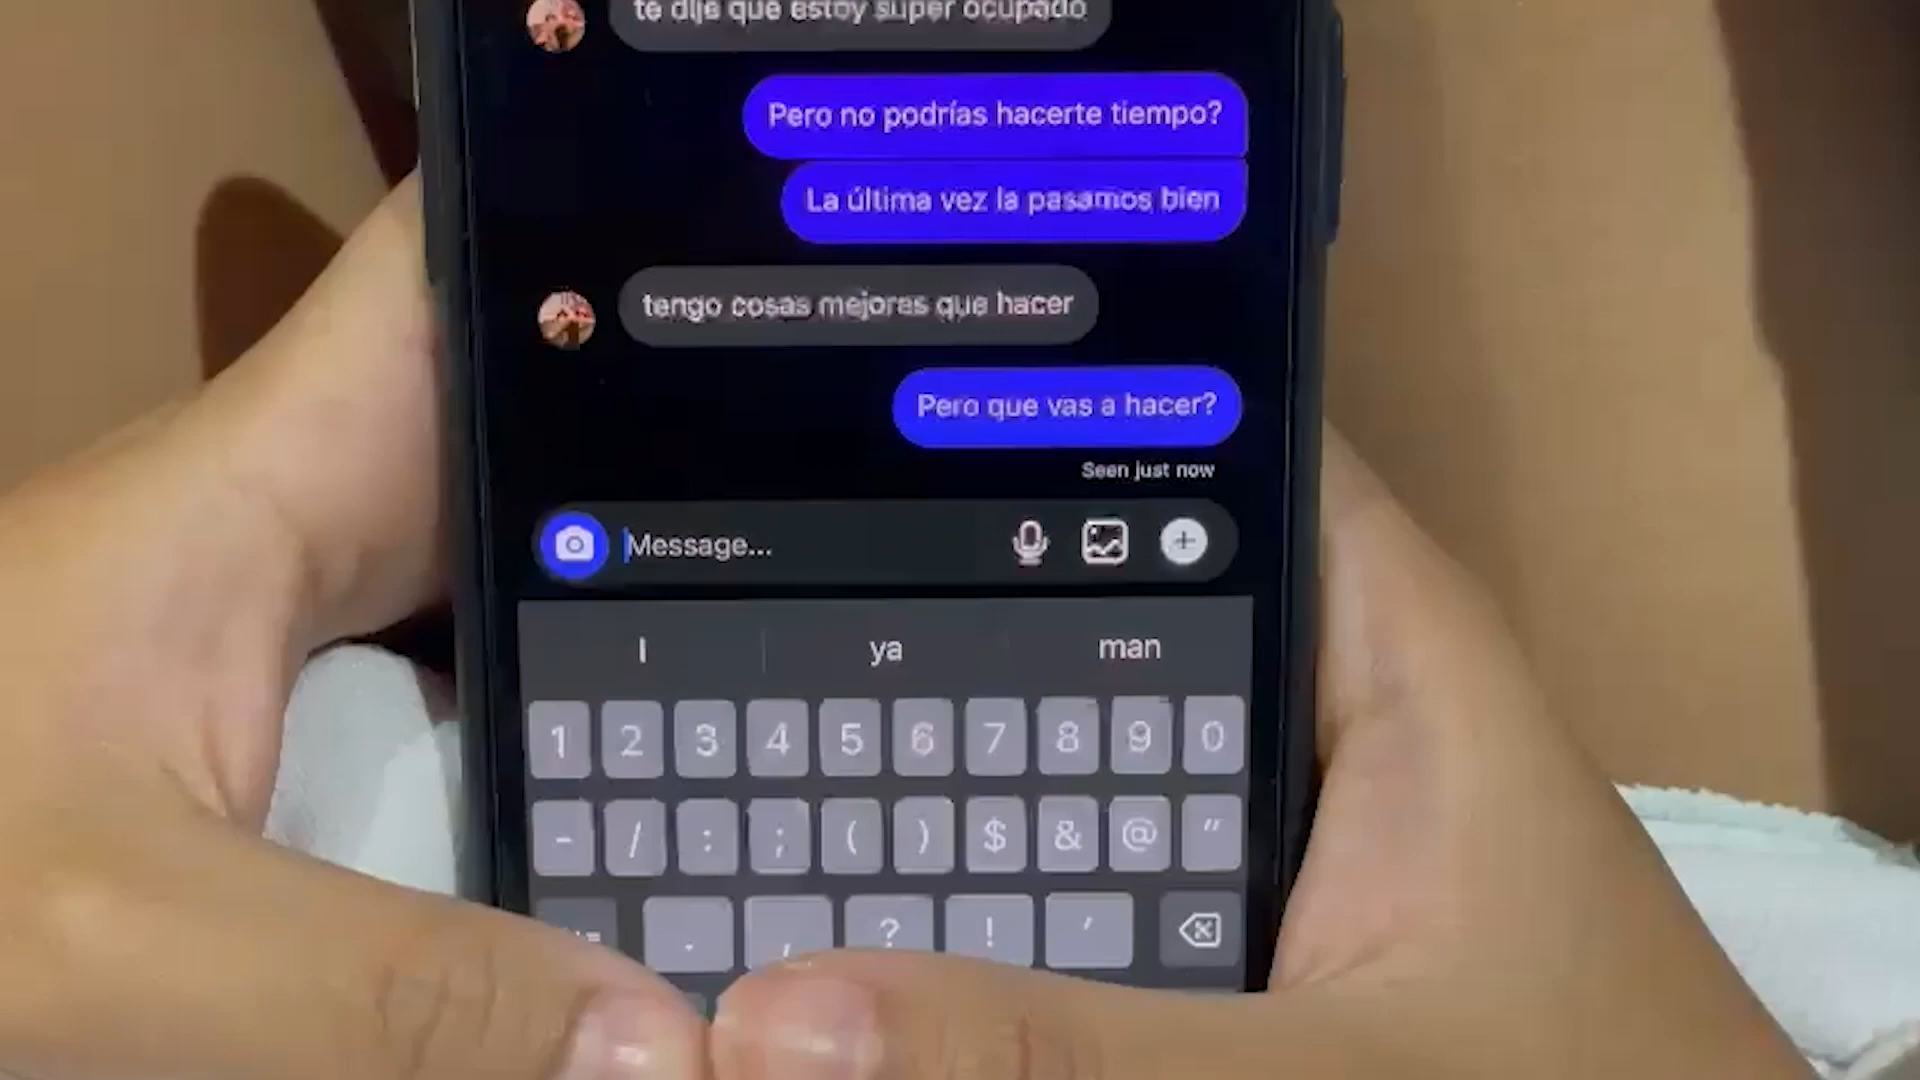 te dije que estoy super ocupado
Pero no podrías hacerte tiempo?
La última vez la pasamos bien
tengo cosas mejores que hacer
Pero que vas a hacer?
Seen just now
Message...
I ya man
1 2 3 4 5 6 7 8 9 0
- / : ; ( ) $ & @ "
. , ? ! '